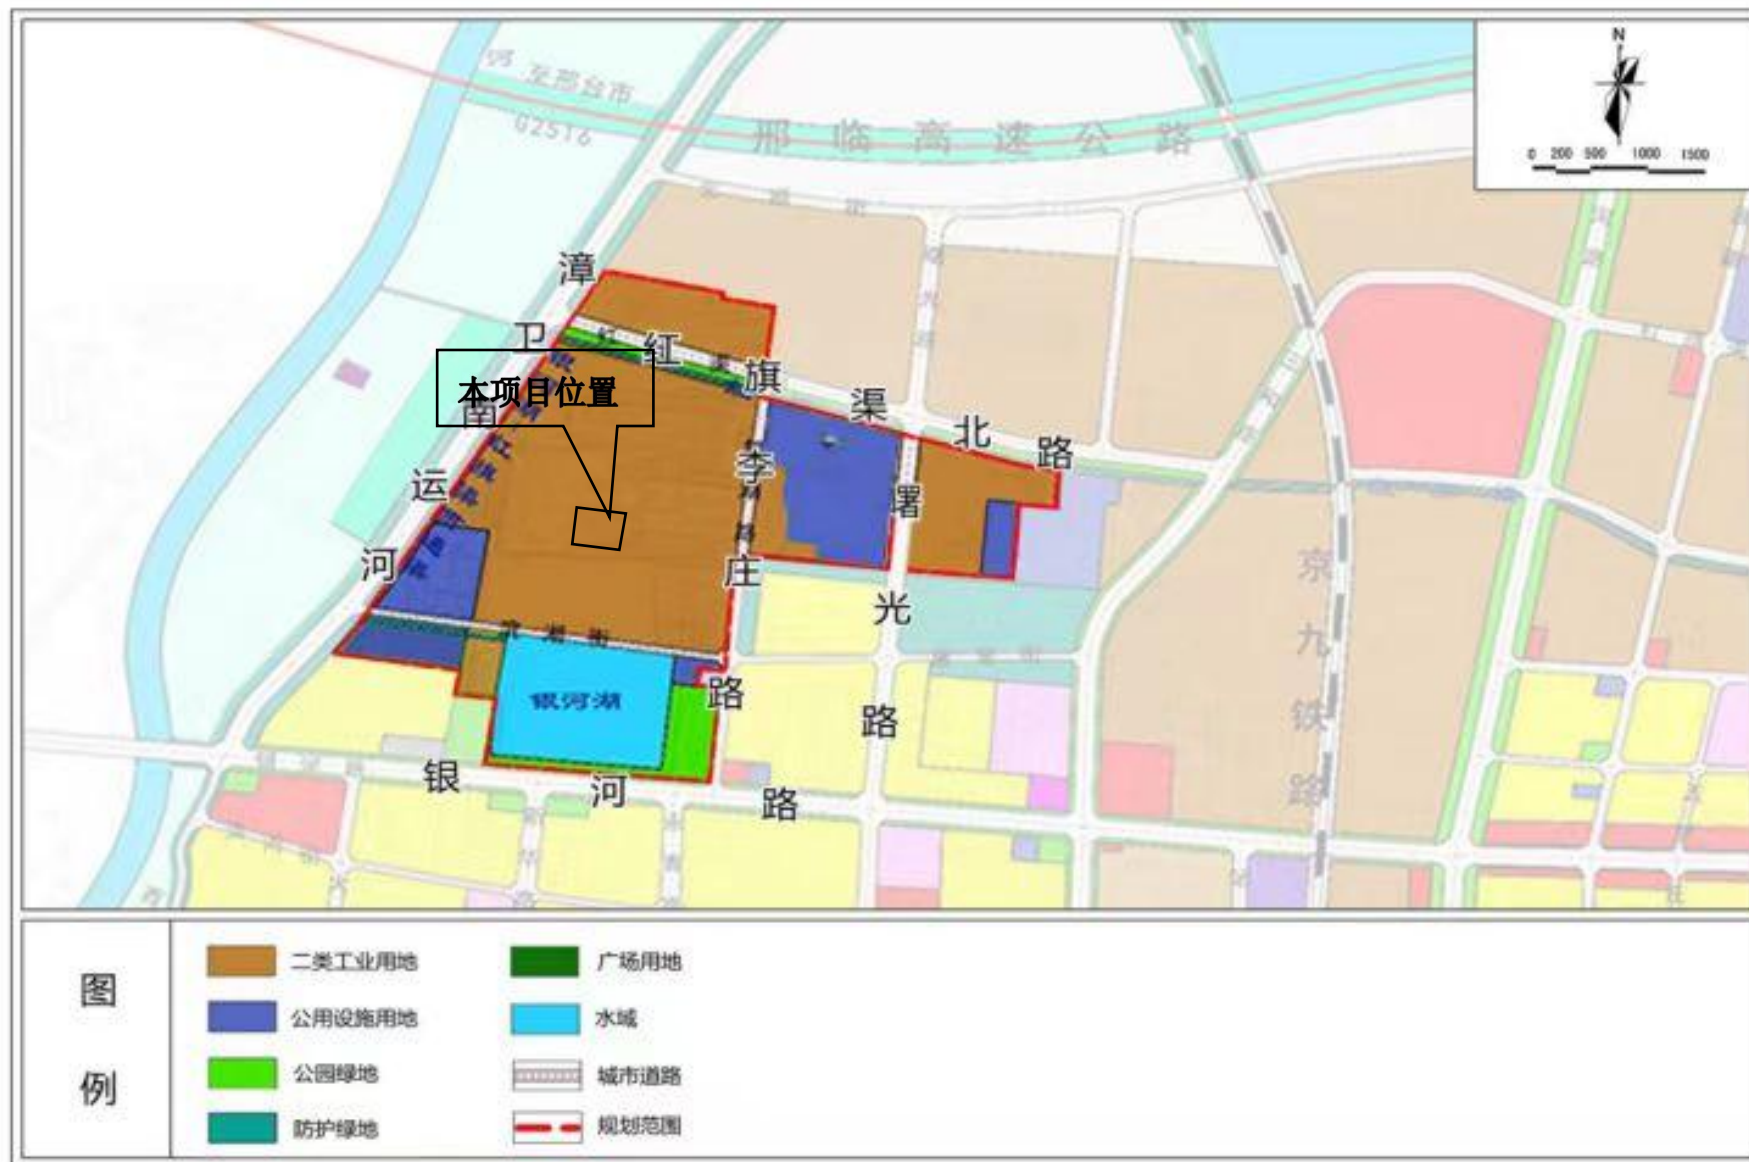 N
0 200 500 1000 1500
至邢台市
G2516
邢临高速公路
漳卫南运河
红旗渠北路
本项目位置
李庄路
曙光路
滨湖街
银河湖
银河路
京九铁路
图例
二类工业用地
广场用地
公用设施用地
水域
公园绿地
城市道路
防护绿地
规划范围